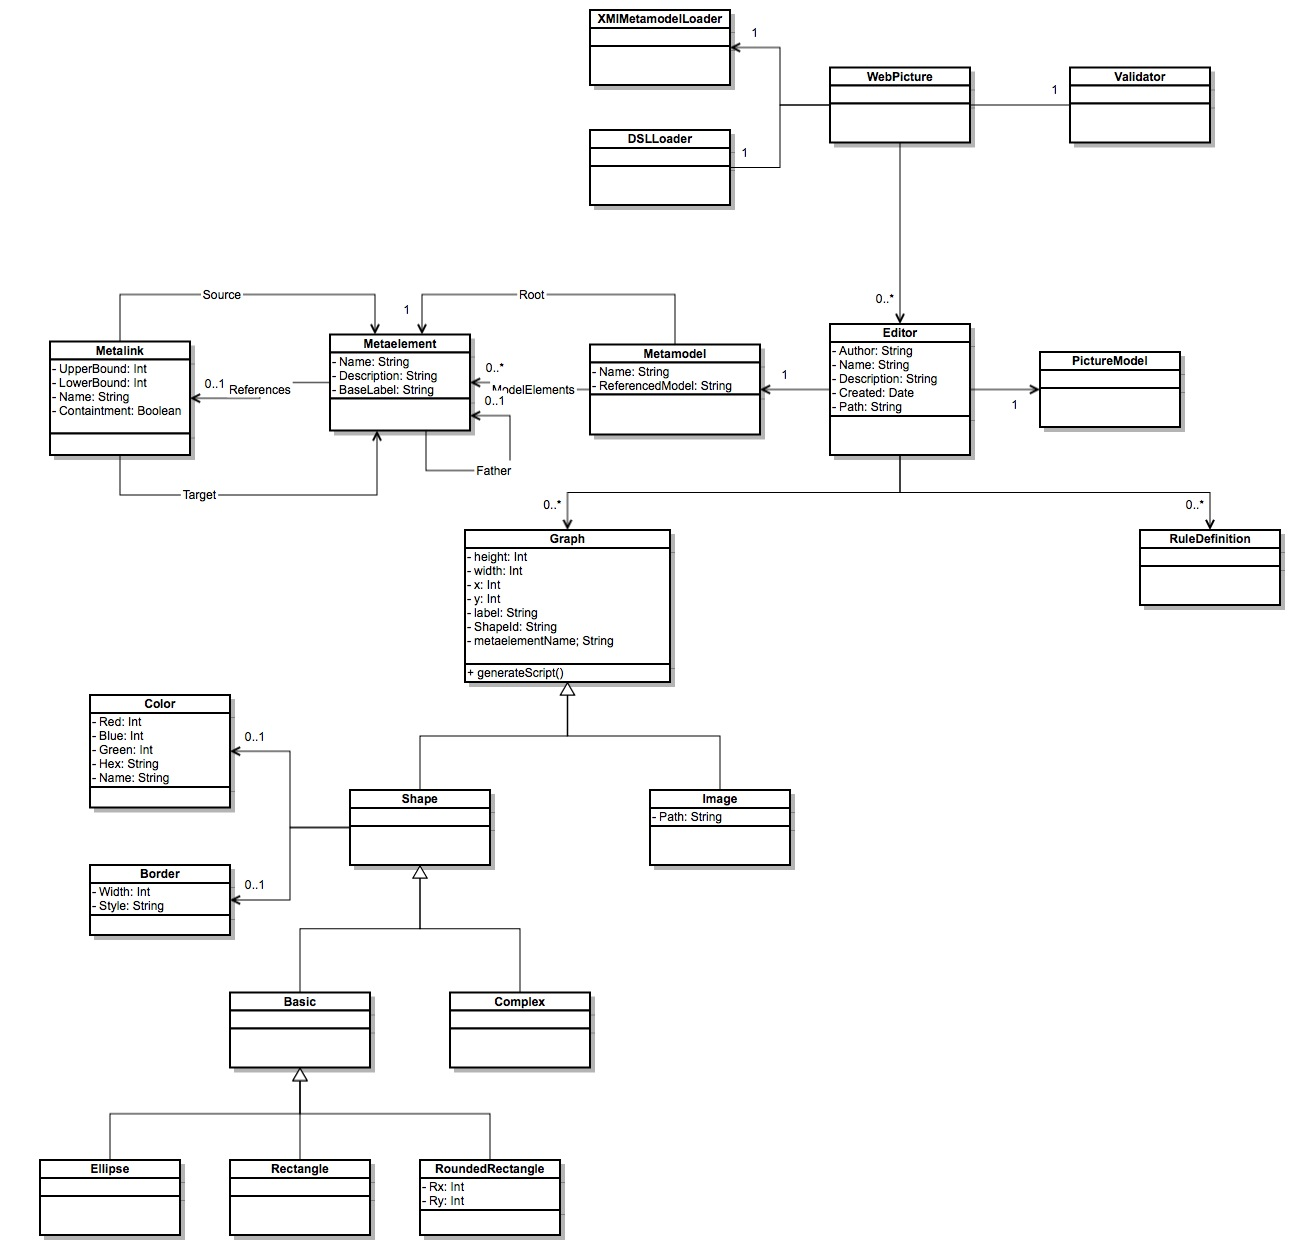 XMIMetamodelLoader
1
WebPicture
Validator
1
DSLLoader
1
0..*
Source
Root
1
Metalink
- UpperBound: Int
- LowerBound: Int
- Name: String
- Containtment: Boolean
0..1
References
Metaelement
- Name: String
- Description: String
- BaseLabel: String
0..*
ModelElements
0..1
Father
Target
Metamodel
- Name: String
- ReferencedModel: String
1
Editor
- Author: String
- Name: String
- Description: String
- Created: Date
- Path: String
1
PictureModel
0..*
0..*
Graph
- height: Int
- width: Int
- x: Int
- y: Int
- label: String
- ShapeId: String
- metaelementName; String
+ generateScript()
RuleDefinition
Color
- Red: Int
- Blue: Int
- Green: Int
- Hex: String
- Name: String
0..1
Shape
Image
- Path: String
Border
- Width: Int
- Style: String
0..1
Basic
Complex
Ellipse
Rectangle
RoundedRectangle
- Rx: Int
- Ry: Int